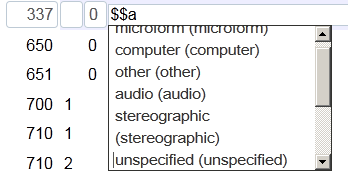 337 0 $$a
microform (microform)
650 0 computer (computer)
651 0 other (other)
700 1 audio (audio)
710 1 stereographic
(stereographic)
710 2 unspecified (unspecified)